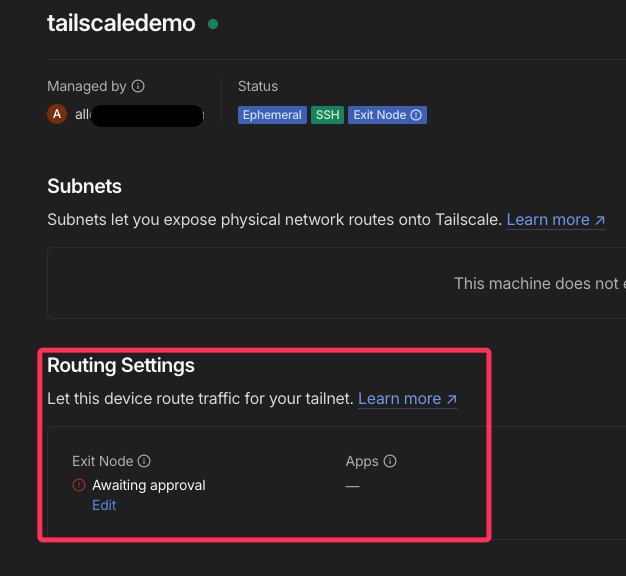 tailscaledemo
Managed by
Status
A
all
Ephemeral
SSH
Exit Node
Subnets
Subnets let you expose physical network routes onto Tailscale. Learn more ↗
This machine does not
Routing Settings
Let this device route traffic for your tailnet. Learn more ↗
Exit Node
Apps
Awaiting approval
—
Edit